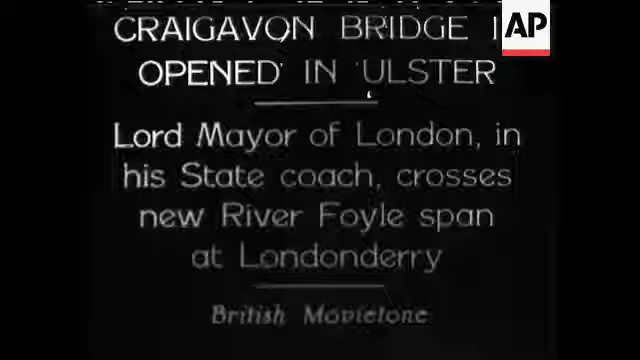 CRAIGAVON BRIDGE I
OPENED IN ULSTER
Lord Mayor of London, in
his State coach, crosses
new River Foyle span
at Londonderry
British Movietone
AP